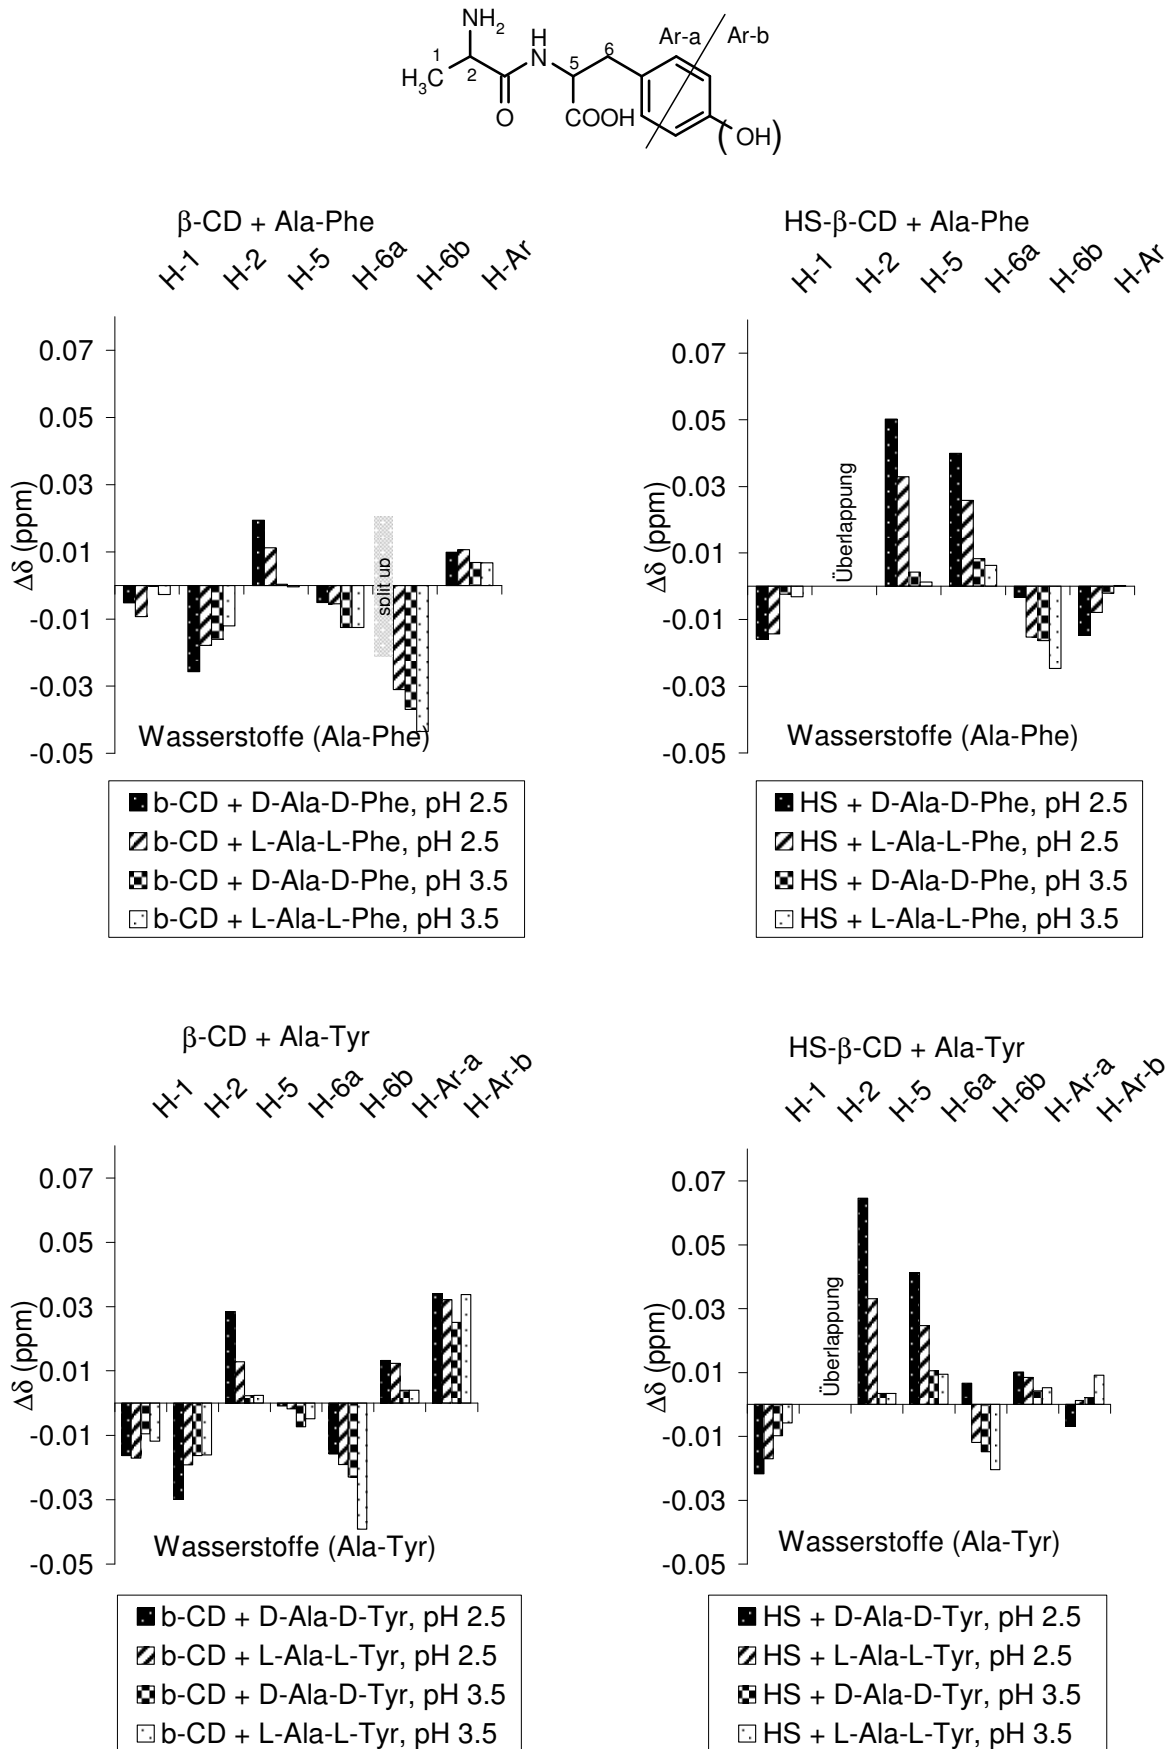 NH2
H3C
1
2
H
N
O
5
6
COOH
Ar-a
Ar-b
(OH)
β-CD + Ala-Phe
H-1 H-2 H-5 H-6a H-6b H-Ar
0.07
0.05
0.03
0.01
-0.01
-0.03
-0.05
Δδ (ppm)
split up
Wasserstoffe (Ala-Phe)
b-CD + D-Ala-D-Phe, pH 2.5
b-CD + L-Ala-L-Phe, pH 2.5
b-CD + D-Ala-D-Phe, pH 3.5
b-CD + L-Ala-L-Phe, pH 3.5
HS-β-CD + Ala-Phe
H-1 H-2 H-5 H-6a H-6b H-Ar
0.07
0.05
0.03
0.01
-0.01
-0.03
-0.05
Δδ (ppm)
Überlappung
Wasserstoffe (Ala-Phe)
HS + D-Ala-D-Phe, pH 2.5
HS + L-Ala-L-Phe, pH 2.5
HS + D-Ala-D-Phe, pH 3.5
HS + L-Ala-L-Phe, pH 3.5
β-CD + Ala-Tyr
H-1 H-2 H-5 H-6a H-6b H-Ar-a H-Ar-b
0.07
0.05
0.03
0.01
-0.01
-0.03
-0.05
Δδ (ppm)
Wasserstoffe (Ala-Tyr)
b-CD + D-Ala-D-Tyr, pH 2.5
b-CD + L-Ala-L-Tyr, pH 2.5
b-CD + D-Ala-D-Tyr, pH 3.5
b-CD + L-Ala-L-Tyr, pH 3.5
HS-β-CD + Ala-Tyr
H-1 H-2 H-5 H-6a H-6b H-Ar-a H-Ar-b
0.07
0.05
0.03
0.01
-0.01
-0.03
-0.05
Δδ (ppm)
Überlappung
Wasserstoffe (Ala-Tyr)
HS + D-Ala-D-Tyr, pH 2.5
HS + L-Ala-L-Tyr, pH 2.5
HS + D-Ala-D-Tyr, pH 3.5
HS + L-Ala-L-Tyr, pH 3.5